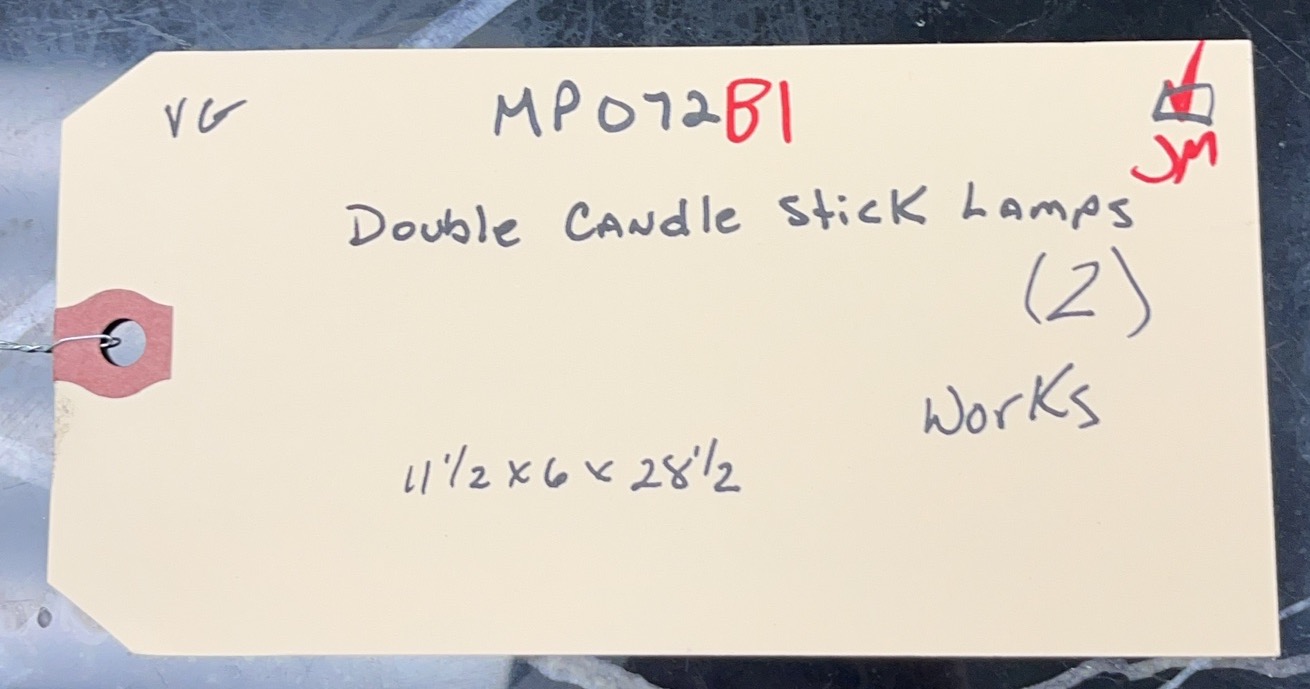 VG MP072B1 ☑
JM
Double Candle Stick Lamps
(2)
Works
11 1/2 x 6 x 28 1/2